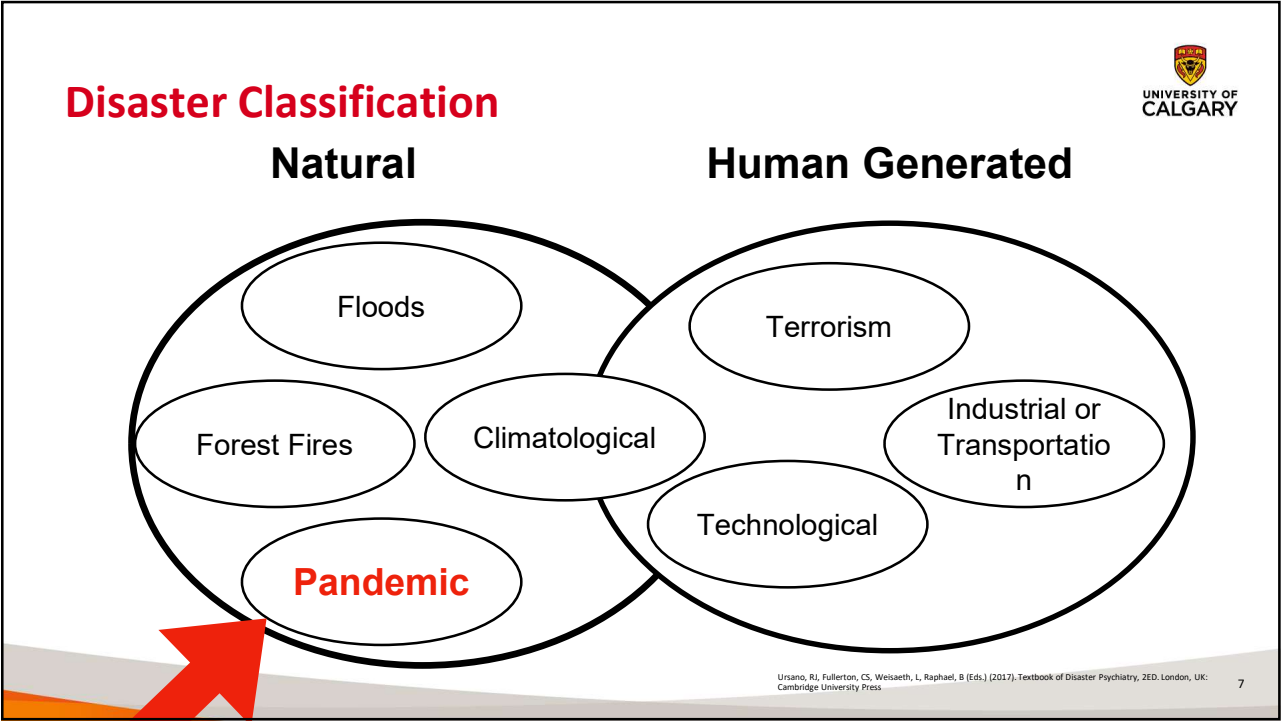 Disaster Classification
UNIVERSITY OF
CALGARY
Natural
Human Generated
Floods
Terrorism
Forest Fires
Climatological
Industrial or
Transportatio
n
Technological
Pandemic
Ursano, RJ, Fullerton, CS, Weisaeth, L, Raphael, B (Eds.) (2017). Textbook of Disaster Psychiatry, 2ED. London, UK:
Cambridge University Press
7